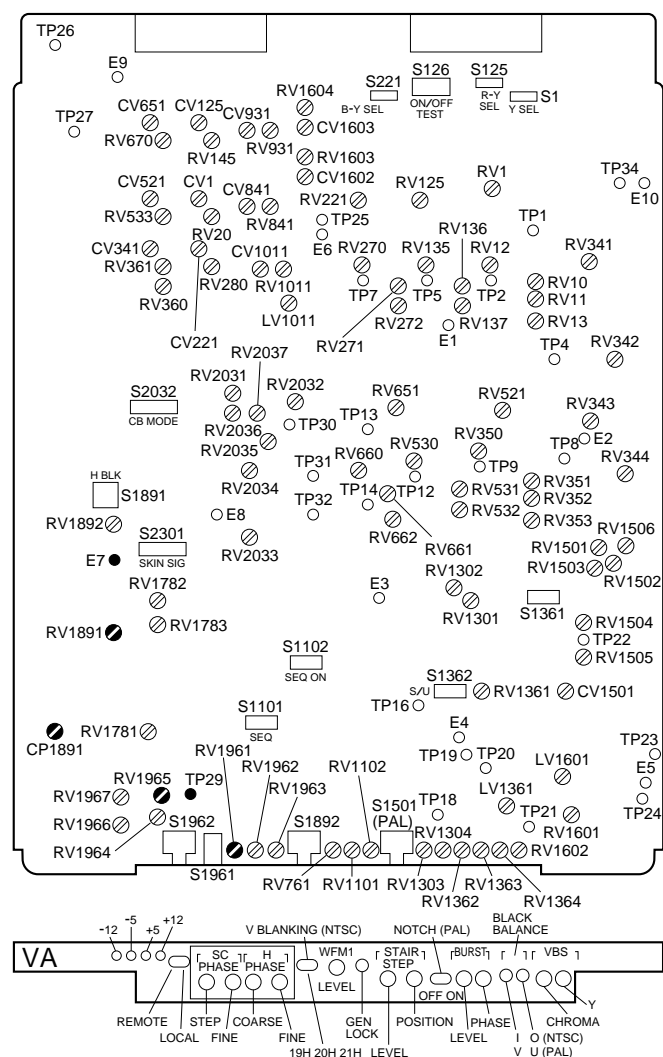 TP26
E9
TP27
S221
B-Y SEL
S126
ON/OFF
TEST
S125
R-Y
SEL
S1
Y SEL
RV1604
CV651
CV125
CV931
CV1603
RV670
RV145
RV931
RV1603
CV1602
CV521
CV1
CV841
RV221
RV125
RV1
TP34
E10
RV533
RV20
RV841
TP25
E6
RV136
TP1
CV341
CV1011
RV270
RV135
RV12
RV341
RV361
RV280
RV1011
TP7
TP5
TP2
RV10
RV11
RV360
LV1011
RV272
RV137
RV13
CV221
RV2037
RV271
E1
TP4
RV342
RV2031
RV2032
RV651
RV521
S2032
CB MODE
RV2036
TP30
TP13
RV343
E2
RV2035
RV660
RV530
RV350
TP8
H BLK
RV2034
TP31
TP9
RV344
S1891
TP14
TP12
RV531
RV351
RV352
RV1892
E8
TP32
RV662
RV532
RV353
S2301
SKIN SIG
RV2033
RV661
RV1501
RV1506
E7
RV1503
RV1502
RV1782
E3
RV1302
RV1301
S1361
RV1891
RV1783
RV1504
TP22
RV1505
S1102
SEQ ON
S1362
S/U
RV1361
CV1501
TP16
S1101
SEQ
CP1891
RV1781
E4
TP23
RV1961
RV1962
RV1102
TP19
TP20
LV1601
E5
RV1965
TP29
RV1963
RV1967
S1962
S1892
S1501
(PAL)
TP18
LV1361
TP24
RV1966
TP21
RV1601
RV1964
RV1304
RV1602
S1961
RV761
RV1101
RV1303
RV1362
RV1363
RV1364
VA
-12
-5
+5
+12
SC
PHASE
H
PHASE
V BLANKING (NTSC)
WFM1
LEVEL
STAIR
STEP
NOTCH (PAL)
OFF ON
BURST
BLACK
BALANCE
VBS
Y
REMOTE
LOCAL
STEP
FINE
COARSE
FINE
19H 20H 21H
GEN
LOCK
LEVEL
POSITION
LEVEL
PHASE
I
V
Q (NTSC)
U (PAL)
CHROMA